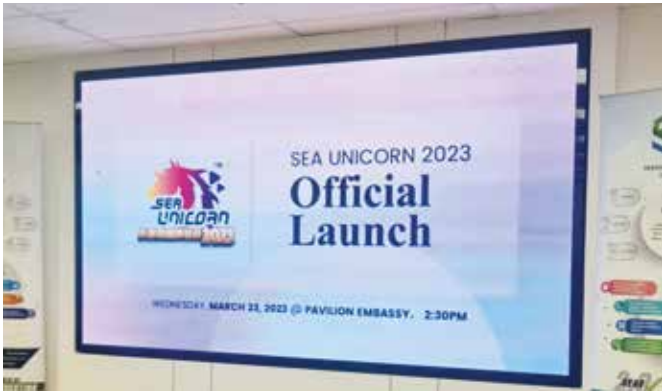 SEA UNICORN 2023
Official
Launch
SEA
UNICORN
WEDNESDAY, MARCH 22, 2023 @ PAVILION EMBASSY. 2:30PM